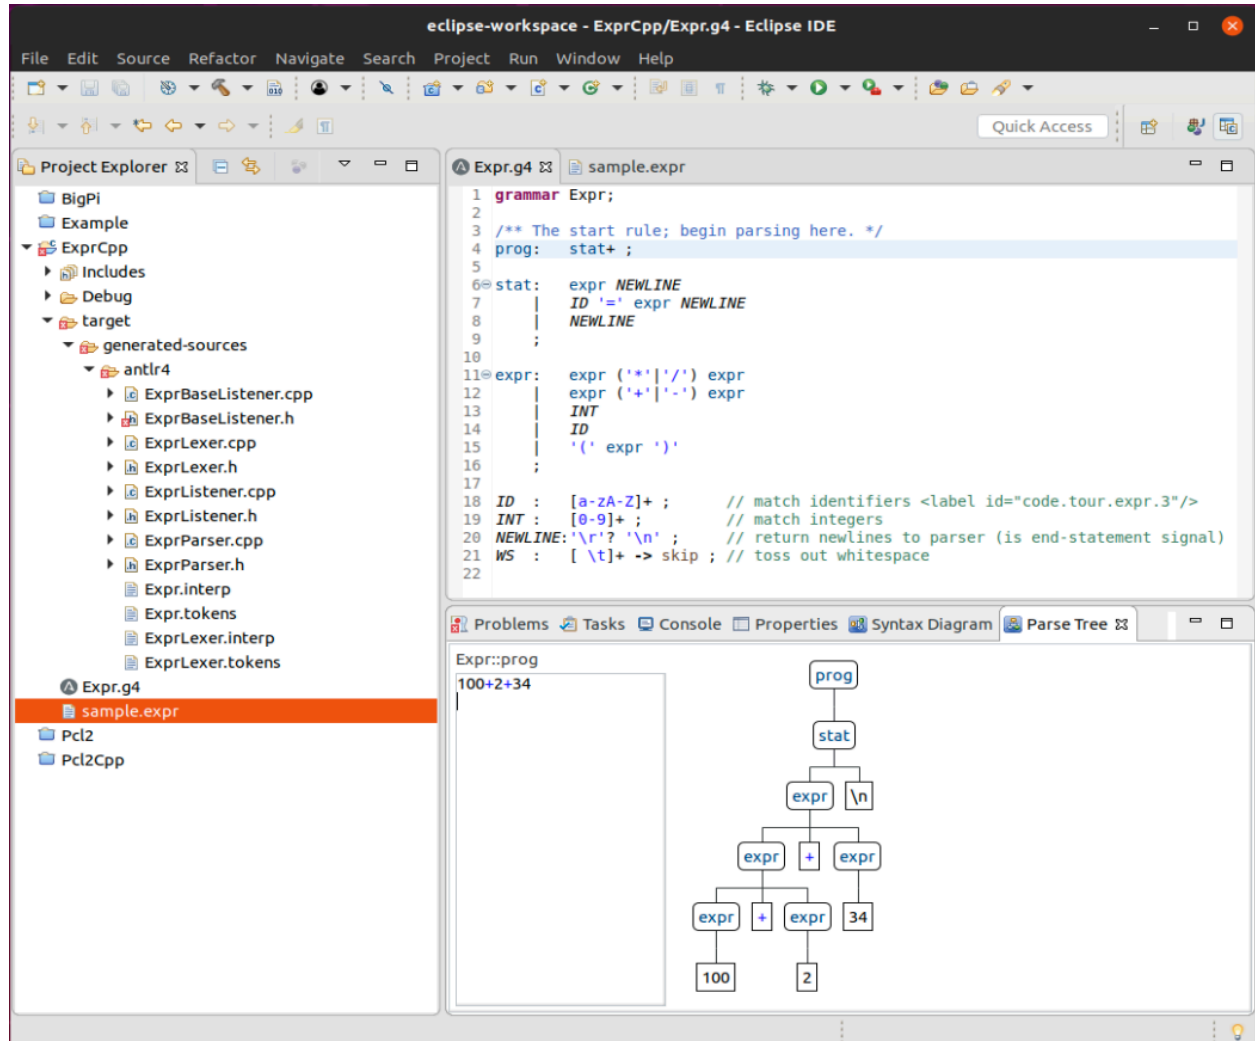 eclipse-workspace - ExprCpp/Expr.g4 - Eclipse IDE
File Edit Source Refactor Navigate Search Project Run Window Help
Quick Access
Project Explorer
BigPi
Example
ExprCpp
Includes
Debug
target
generated-sources
antlr4
ExprBaseListener.cpp
ExprBaseListener.h
ExprLexer.cpp
ExprLexer.h
ExprListener.cpp
ExprListener.h
ExprParser.cpp
ExprParser.h
Expr.interp
Expr.tokens
ExprLexer.interp
ExprLexer.tokens
Expr.g4
sample.expr
Pcl2
Pcl2Cpp
Expr.g4 sample.expr
1 grammar Expr;
2
3 /** The start rule; begin parsing here. */
4 prog: stat+ ;
5
6 stat: expr NEWLINE
7 | ID '=' expr NEWLINE
8 | NEWLINE
9 ;
10
11 expr: expr ('*'|'/') expr
12 | expr ('+'|'-') expr
13 | INT
14 | ID
15 | '(' expr ')'
16 ;
17
18 ID : [a-zA-Z]+ ; // match identifiers <label id="code.tour.expr.3"/>
19 INT : [0-9]+ ; // match integers
20 NEWLINE:'\r'? '\n' ; // return newlines to parser (is end-statement signal)
21 WS : [ \t]+ -> skip ; // toss out whitespace
22
Problems Tasks Console Properties Syntax Diagram Parse Tree
Expr::prog
100+2+34
prog
stat
expr \n
expr + expr
expr + expr 34
100 2